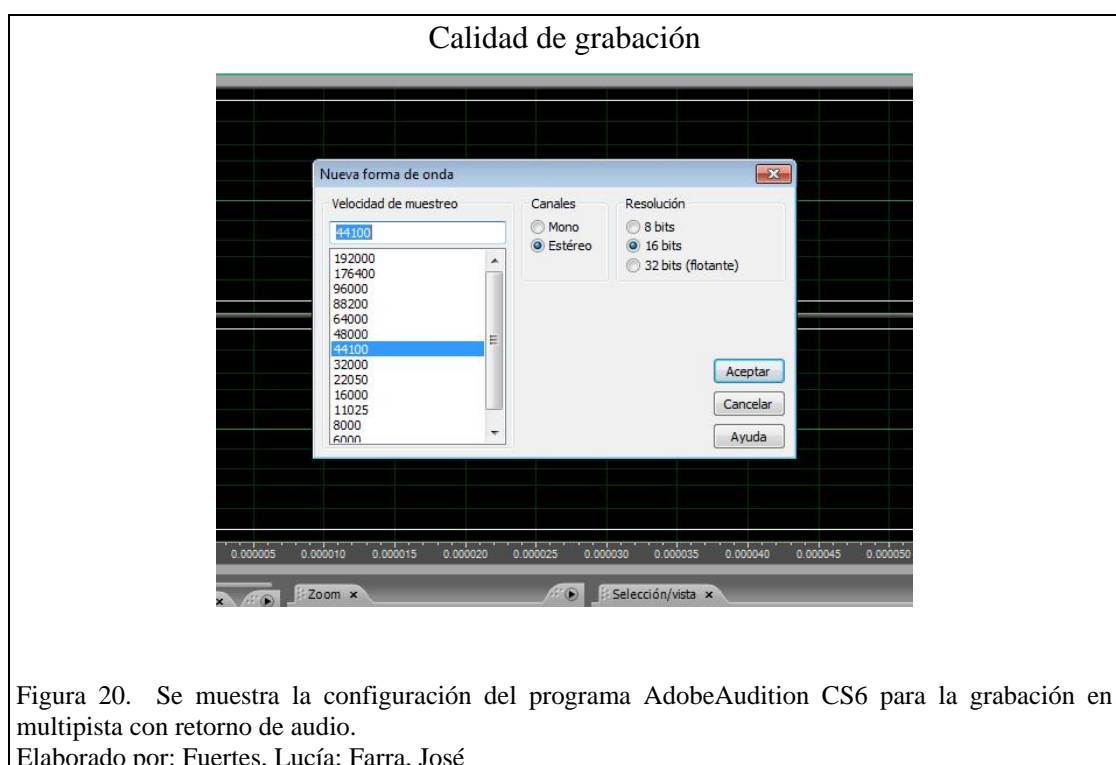 Calidad de grabación
Nueva forma de onda
Velocidad de muestreo
Canales
Resolución
44100
Mono
8 bits
Estéreo
16 bits
32 bits (flotante)
192000
176400
96000
88200
64000
48000
44100
32000
22050
16000
11025
8000
6000
Aceptar
Cancelar
Ayuda
0.000005 0.000010 0.000015 0.000020 0.000025 0.000030 0.000035 0.000040 0.000045 0.000050
Zoom
Selección/vista
Figura 20. Se muestra la configuración del programa AdobeAudition CS6 para la grabación en
multipista con retorno de audio.
Elaborado por: Fuertes, Lucía; Farra, José